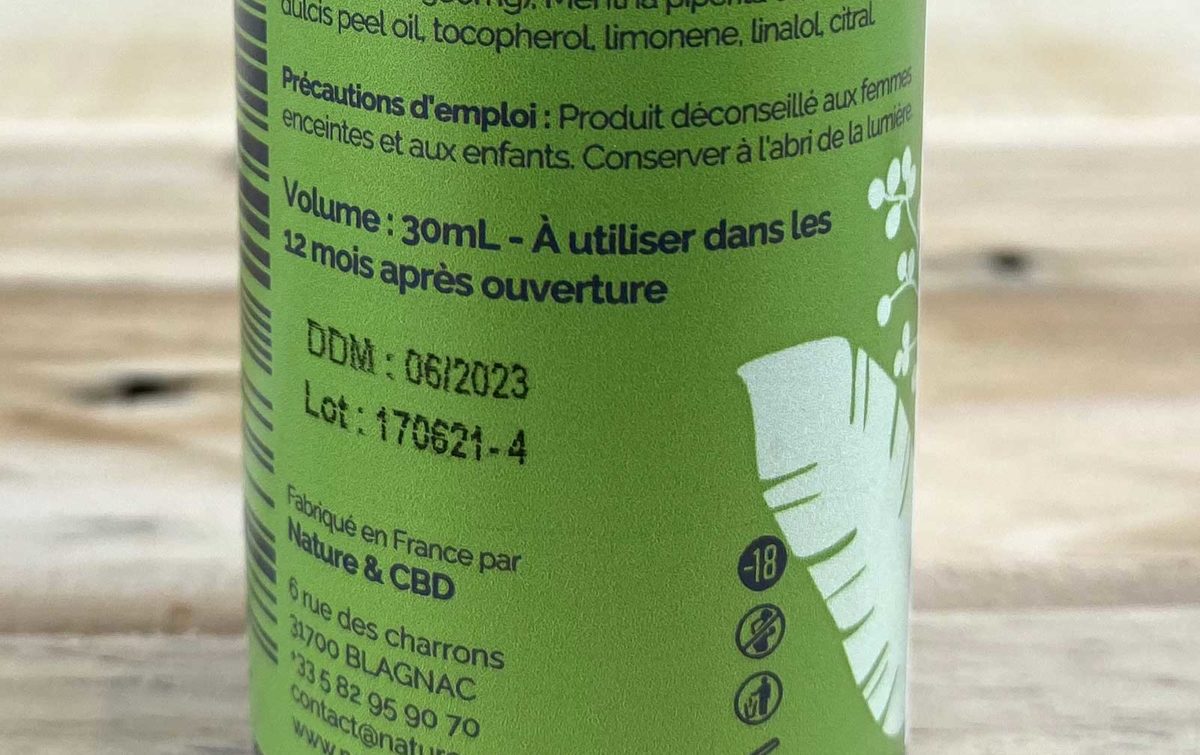 dulcis peel oil, tocopherol, limonene, linalol, citral.
Précautions d'emploi : Produit déconseillé aux femmes
enceintes et aux enfants. Conserver à l'abri de la lumière.
Volume : 30mL - À utiliser dans les
12 mois après ouverture
DDM : 06/2023
Lot : 170621-4
Fabriqué en France par
Nature & CBD
6 rue des charrons
31700 BLAGNAC
+33 5 82 95 90 70
-18